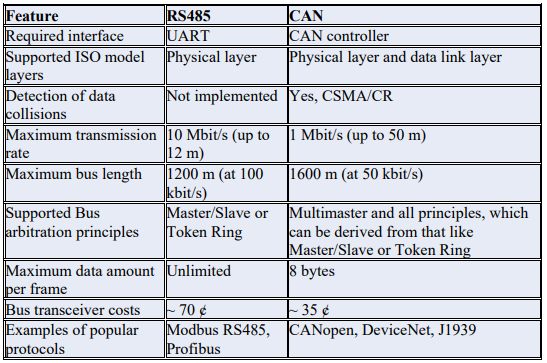 Feature RS485 CAN
Required interface UART CAN controller
Supported ISO model Physical layer Physical layer and data link layer
layers
Detection of data Not implemented Yes, CSMA/CR
collisions
Maximum transmission 10 Mbit/s (up to 1 Mbit/s (up to 50 m)
rate 12 m)
Maximum bus length 1200 m (at 100 1600 m (at 50 kbit/s)
kbit/s)
Supported Bus Master/Slave or Multimaster and all principles, which
arbitration principles Token Ring can be derived from that like
Master/Slave or Token Ring
Maximum data amount Unlimited 8 bytes
per frame
Bus transceiver costs ~ 70 ¢ ~ 35 ¢
Examples of popular Modbus RS485, CANopen, DeviceNet, J1939
protocols Profibus